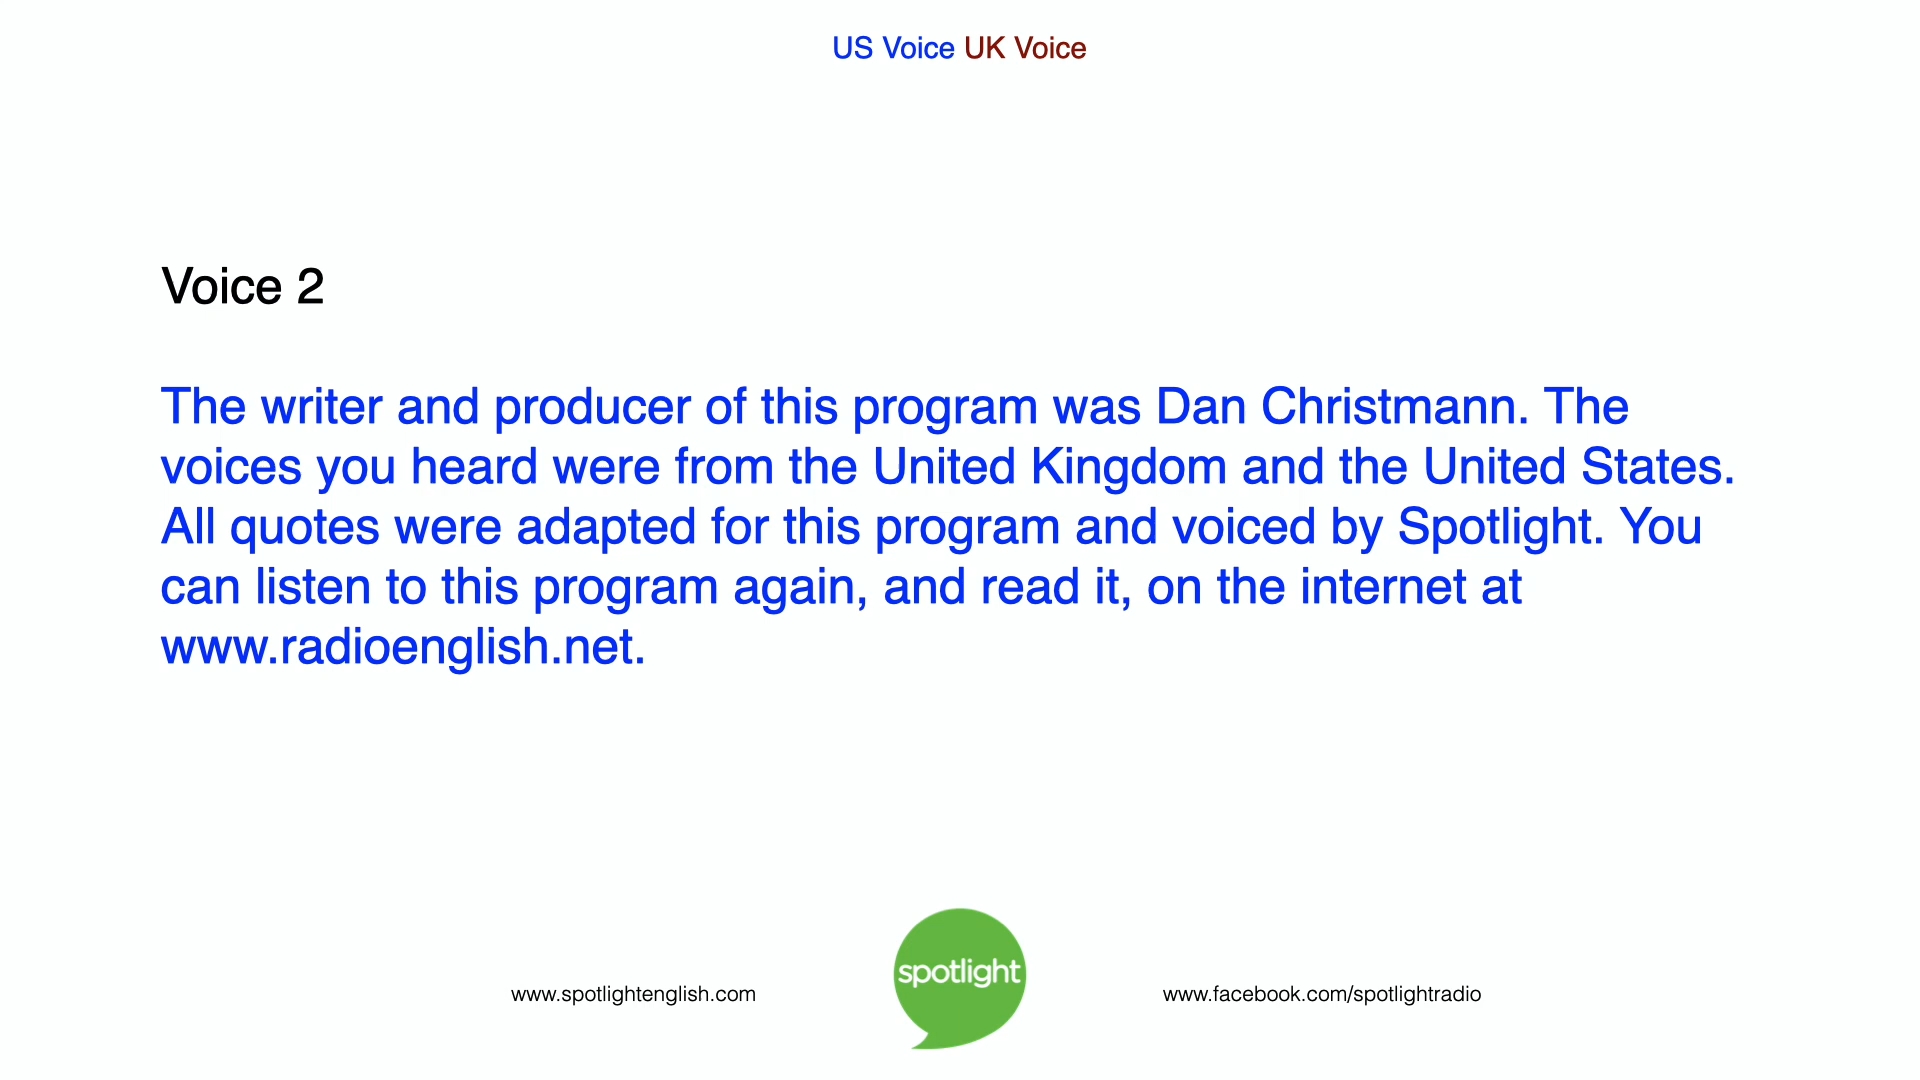 US Voice UK Voice
Voice 2
The writer and producer of this program was Dan Christmann. The
voices you heard were from the United Kingdom and the United States.
All quotes were adapted for this program and voiced by Spotlight. You
can listen to this program again, and read it, on the internet at
www.radioenglish.net.
spotlight
www.spotlightenglish.com
www.facebook.com/spotlightradio